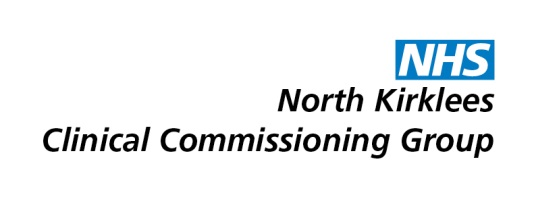 NHS
North Kirklees
Clinical Commissioning Group